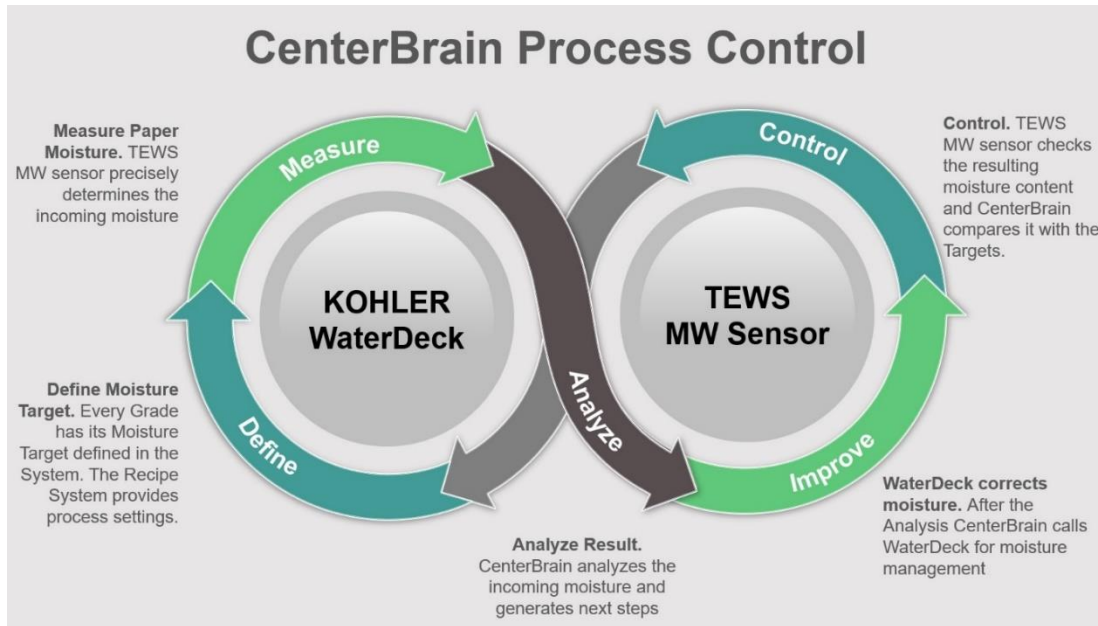 CenterBrain Process Control
Measure Paper
Moisture. TEWS
MW sensor precisely
determines the
incoming moisture
Measure
Control
Control. TEWS
MW sensor checks
the resulting
moisture content
and CenterBrain
compares it with the
Targets.
KOHLER
WaterDeck
TEWS
MW Sensor
Define Moisture
Target. Every Grade
has its Moisture
Target defined in the
System. The Recipe
System provides
process settings.
Define
Analyze
Improve
Analyze Result.
CenterBrain analyzes the
incoming moisture and
generates next steps
WaterDeck corrects
moisture. After the
Analysis CenterBrain calls
WaterDeck for moisture
management